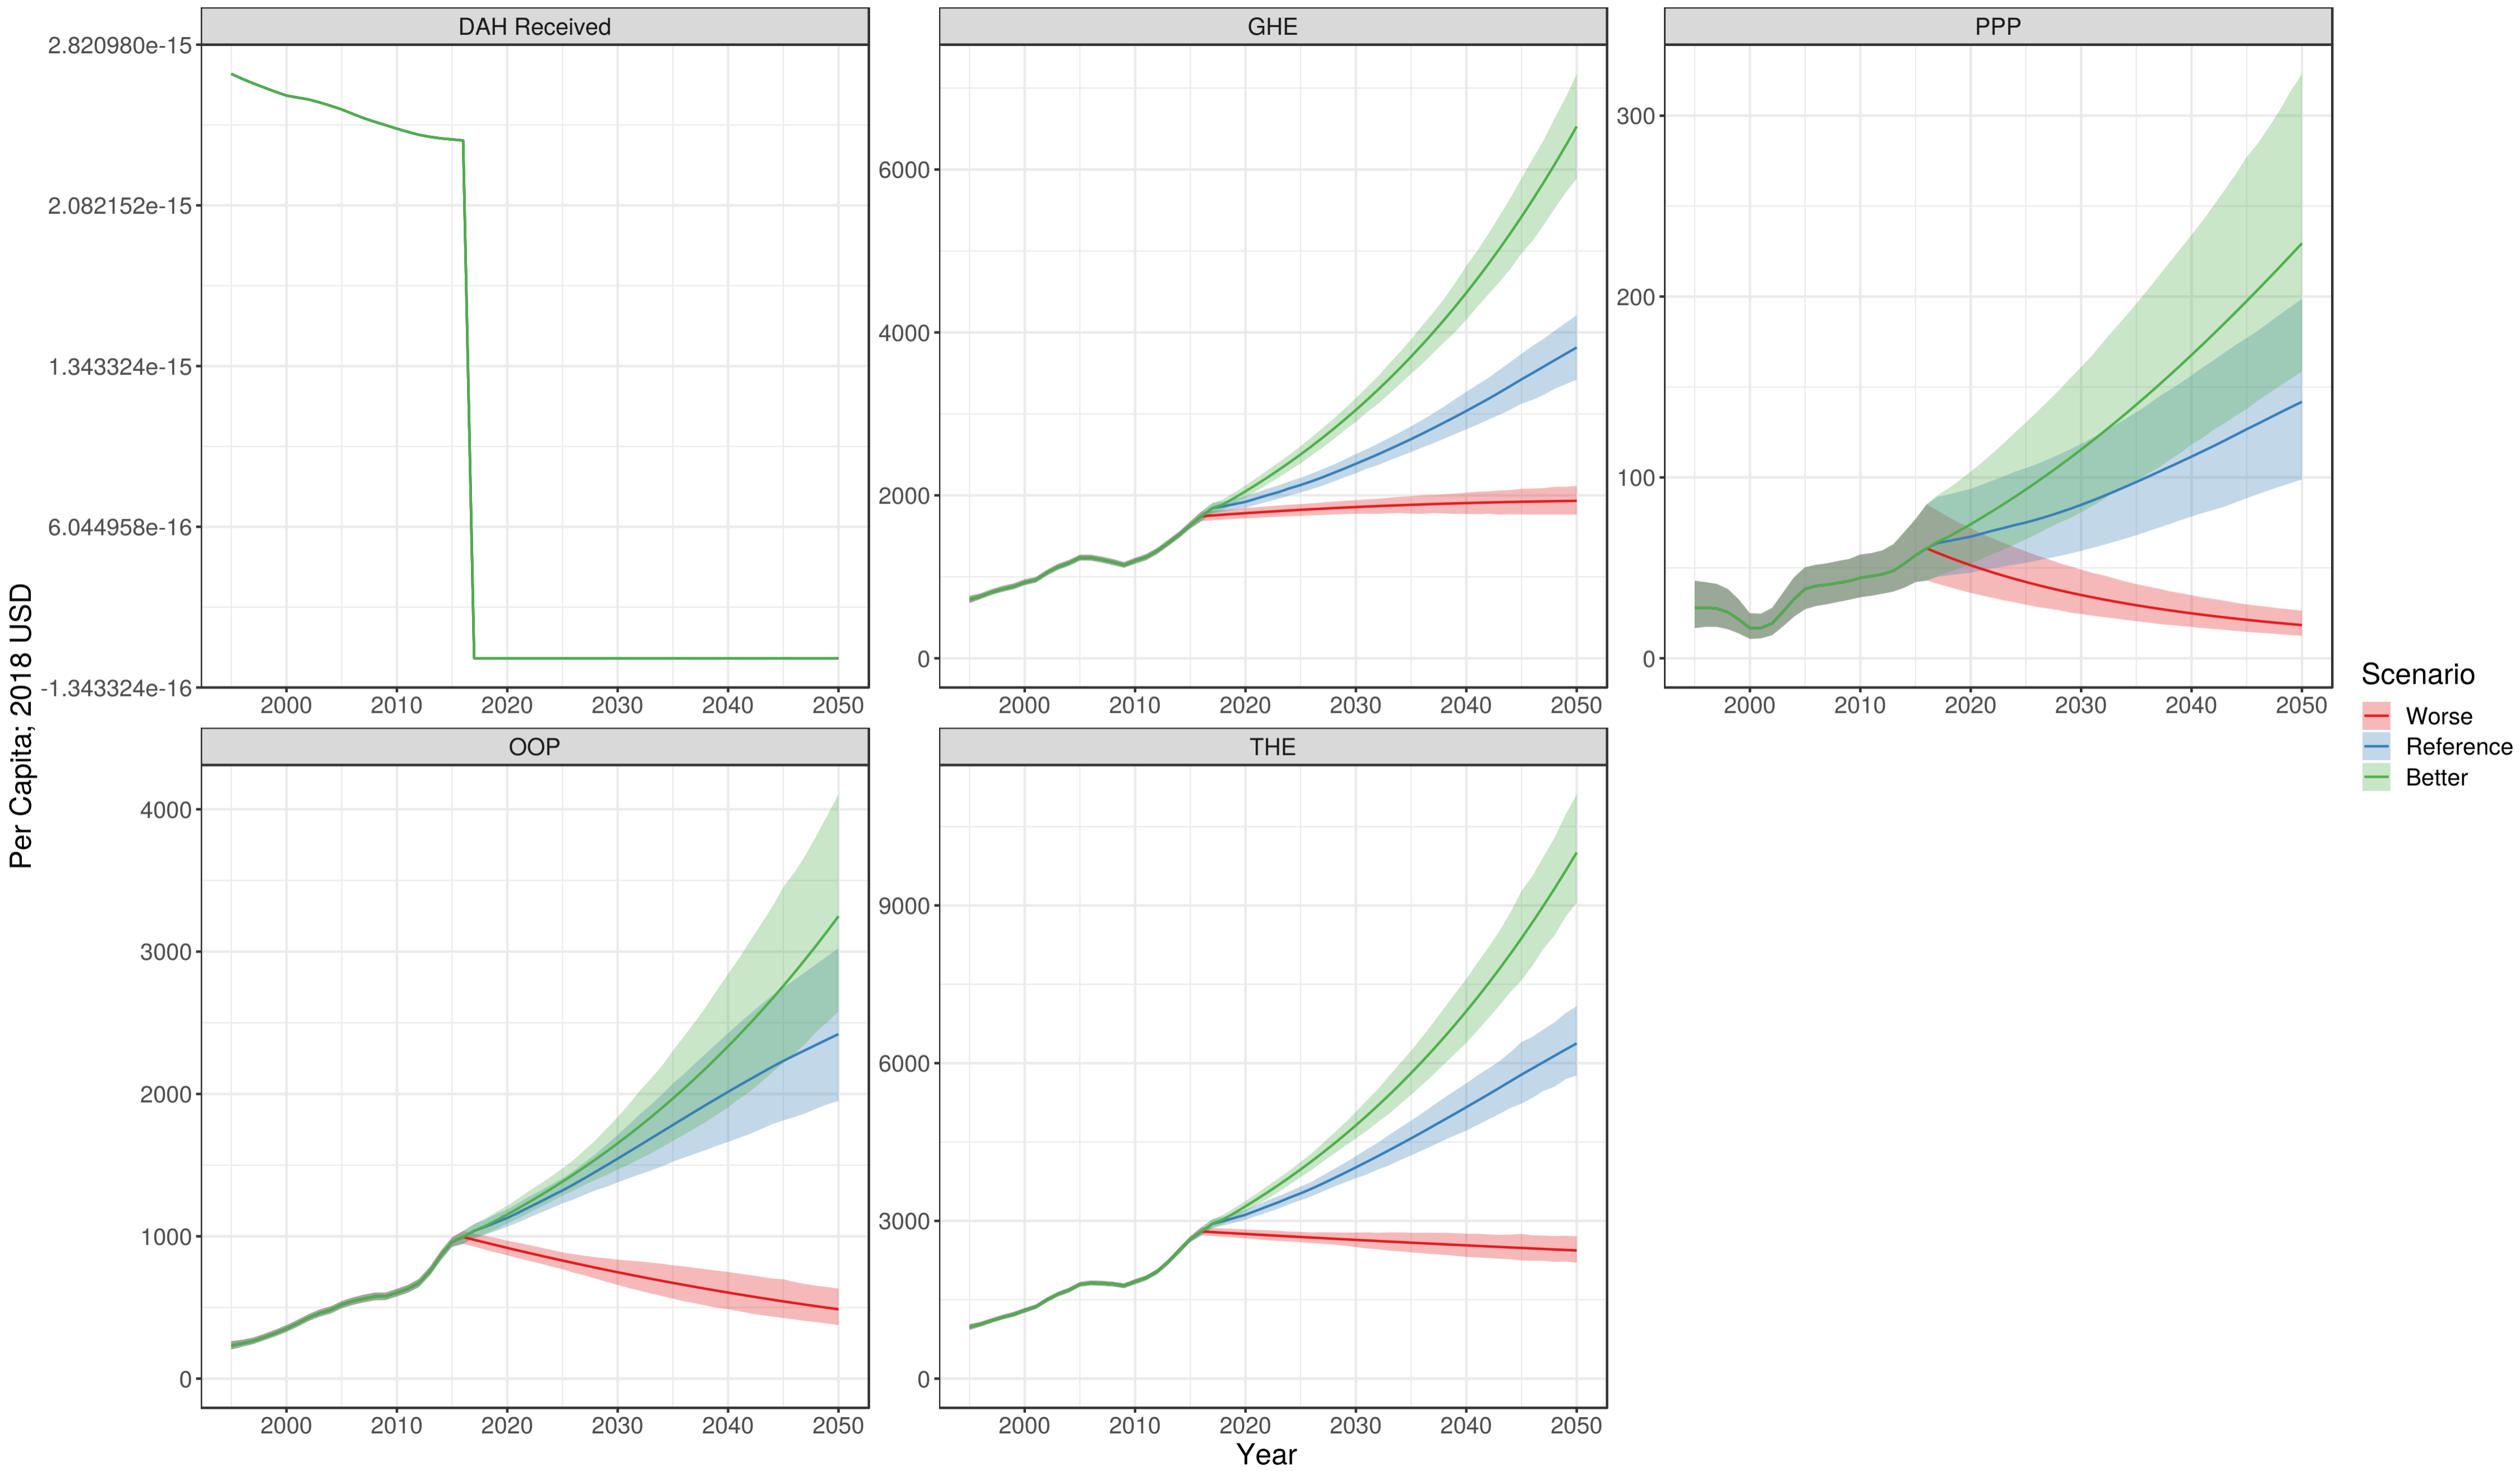 DAH Received
GHE
PPP
2.820980e-15
2.082152e-15
1.343324e-15
6.044958e-16
-1.343324e-16
6000
4000
2000
0
300
200
100
0
2000 2010 2020 2030 2040 2050
2000 2010 2020 2030 2040 2050
2000 2010 2020 2030 2040 2050
OOP
THE
4000
3000
2000
1000
0
9000
6000
3000
0
2000 2010 2020 2030 2040 2050
2000 2010 2020 2030 2040 2050
Per Capita; 2018 USD
Year
Scenario
Worse
Reference
Better